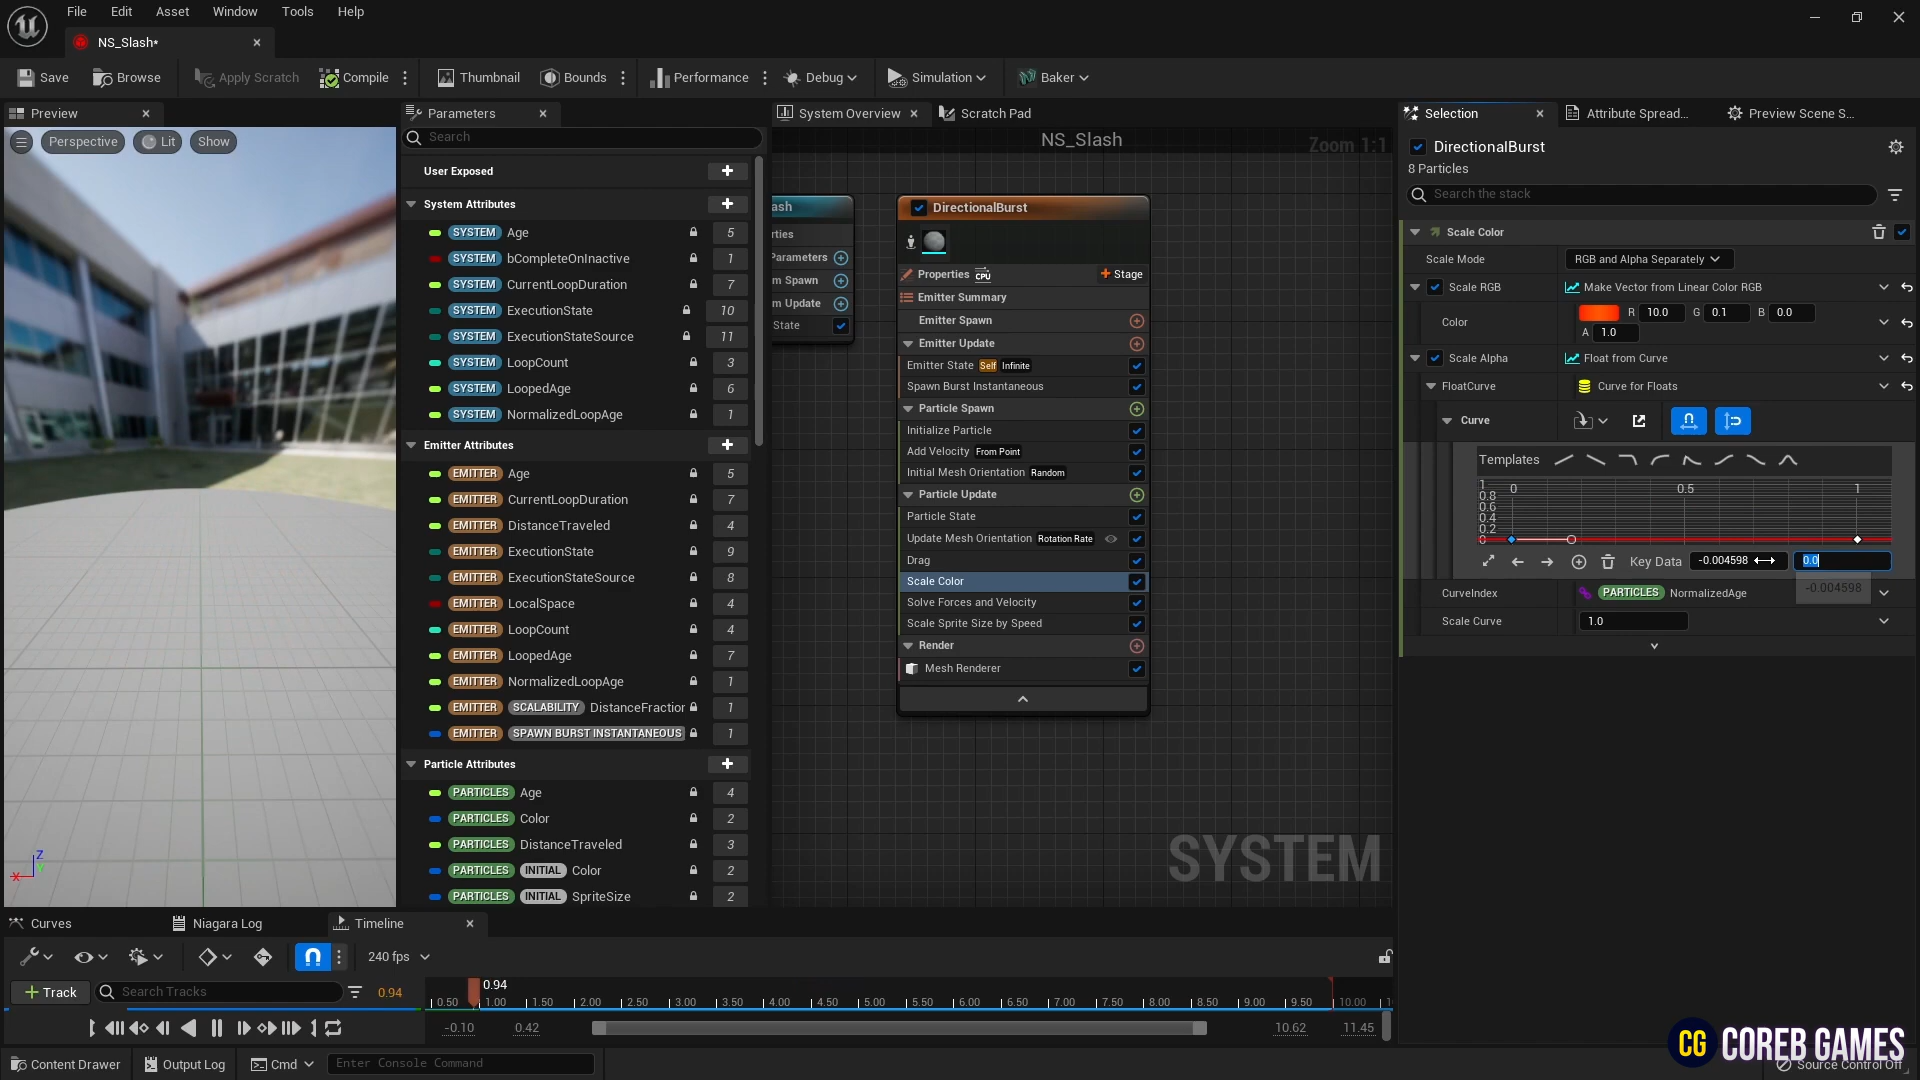 File Edit Asset Window Tools Help
NS_Slash*
Save Browse Apply Scratch Compile Thumbnail Bounds Performance Debug Simulation Baker
Preview Parameters System Overview Scratch Pad Selection Attribute Spread... Preview Scene S...
Perspective Lit Show
Search
User Exposed
System Attributes
SYSTEM Age 5
SYSTEM bCompleteOnInactive 1
SYSTEM CurrentLoopDuration 7
SYSTEM ExecutionState 10
SYSTEM ExecutionStateSource 11
SYSTEM LoopCount 3
SYSTEM LoopedAge 6
SYSTEM NormalizedLoopAge 1
Emitter Attributes
EMITTER Age 5
EMITTER CurrentLoopDuration 7
EMITTER DistanceTraveled 4
EMITTER ExecutionState 9
EMITTER ExecutionStateSource 8
EMITTER LocalSpace 4
EMITTER LoopCount 4
EMITTER LoopedAge 7
EMITTER NormalizedLoopAge 1
EMITTER SCALABILITY DistanceFraction 1
EMITTER SPAWN BURST INSTANTANEOUS 1
Particle Attributes
PARTICLES Age 4
PARTICLES Color 2
PARTICLES DistanceTraveled 3
PARTICLES INITIAL Color 2
PARTICLES INITIAL SpriteSize 2
NS_Slash
Zoom 1:1
ash
rties
Parameters
m Spawn
m Update
State
DirectionalBurst
Properties CPU + Stage
Emitter Summary
Emitter Spawn
Emitter Update
Emitter State Self Infinite
Spawn Burst Instantaneous
Particle Spawn
Initialize Particle
Add Velocity From Point
Initial Mesh Orientation Random
Particle Update
Particle State
Update Mesh Orientation Rotation Rate
Drag
Scale Color
Solve Forces and Velocity
Scale Sprite Size by Speed
Render
Mesh Renderer
SYSTEM
DirectionalBurst
8 Particles
Search the stack
Scale Color
Scale Mode RGB and Alpha Separately
Scale RGB Make Vector from Linear Color RGB
Color R 10.0 G 0.1 B 0.0
A 1.0
Scale Alpha Float from Curve
FloatCurve Curve for Floats
Curve
Templates
1 0 0.5 1
0.8
0.6
0.4
0.2
0
Key Data -0.004598 0.0
-0.004598
CurveIndex PARTICLES NormalizedAge
Scale Curve 1.0
Curves Niagara Log Timeline
240 fps
+ Track Search Tracks 0.94
0.94
0.50 1.00 1.50 2.00 2.50 3.00 3.50 4.00 4.50 5.00 5.50 6.00 6.50 7.00 7.50 8.00 8.50 9.00 9.50 10.00
-0.10 0.42 10.62 11.45
Content Drawer Output Log Cmd Enter Console Command
CG COREB GAMES
Source Control Off
Z
X